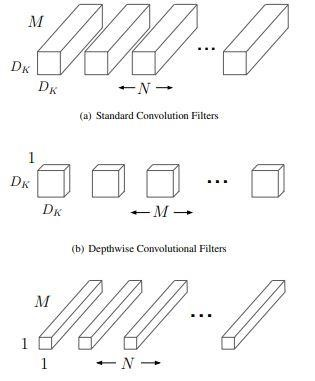 M
D_K
D_K
N
(a) Standard Convolution Filters
1
D_K
D_K
M
(b) Depthwise Convolutional Filters
M
1
1
N